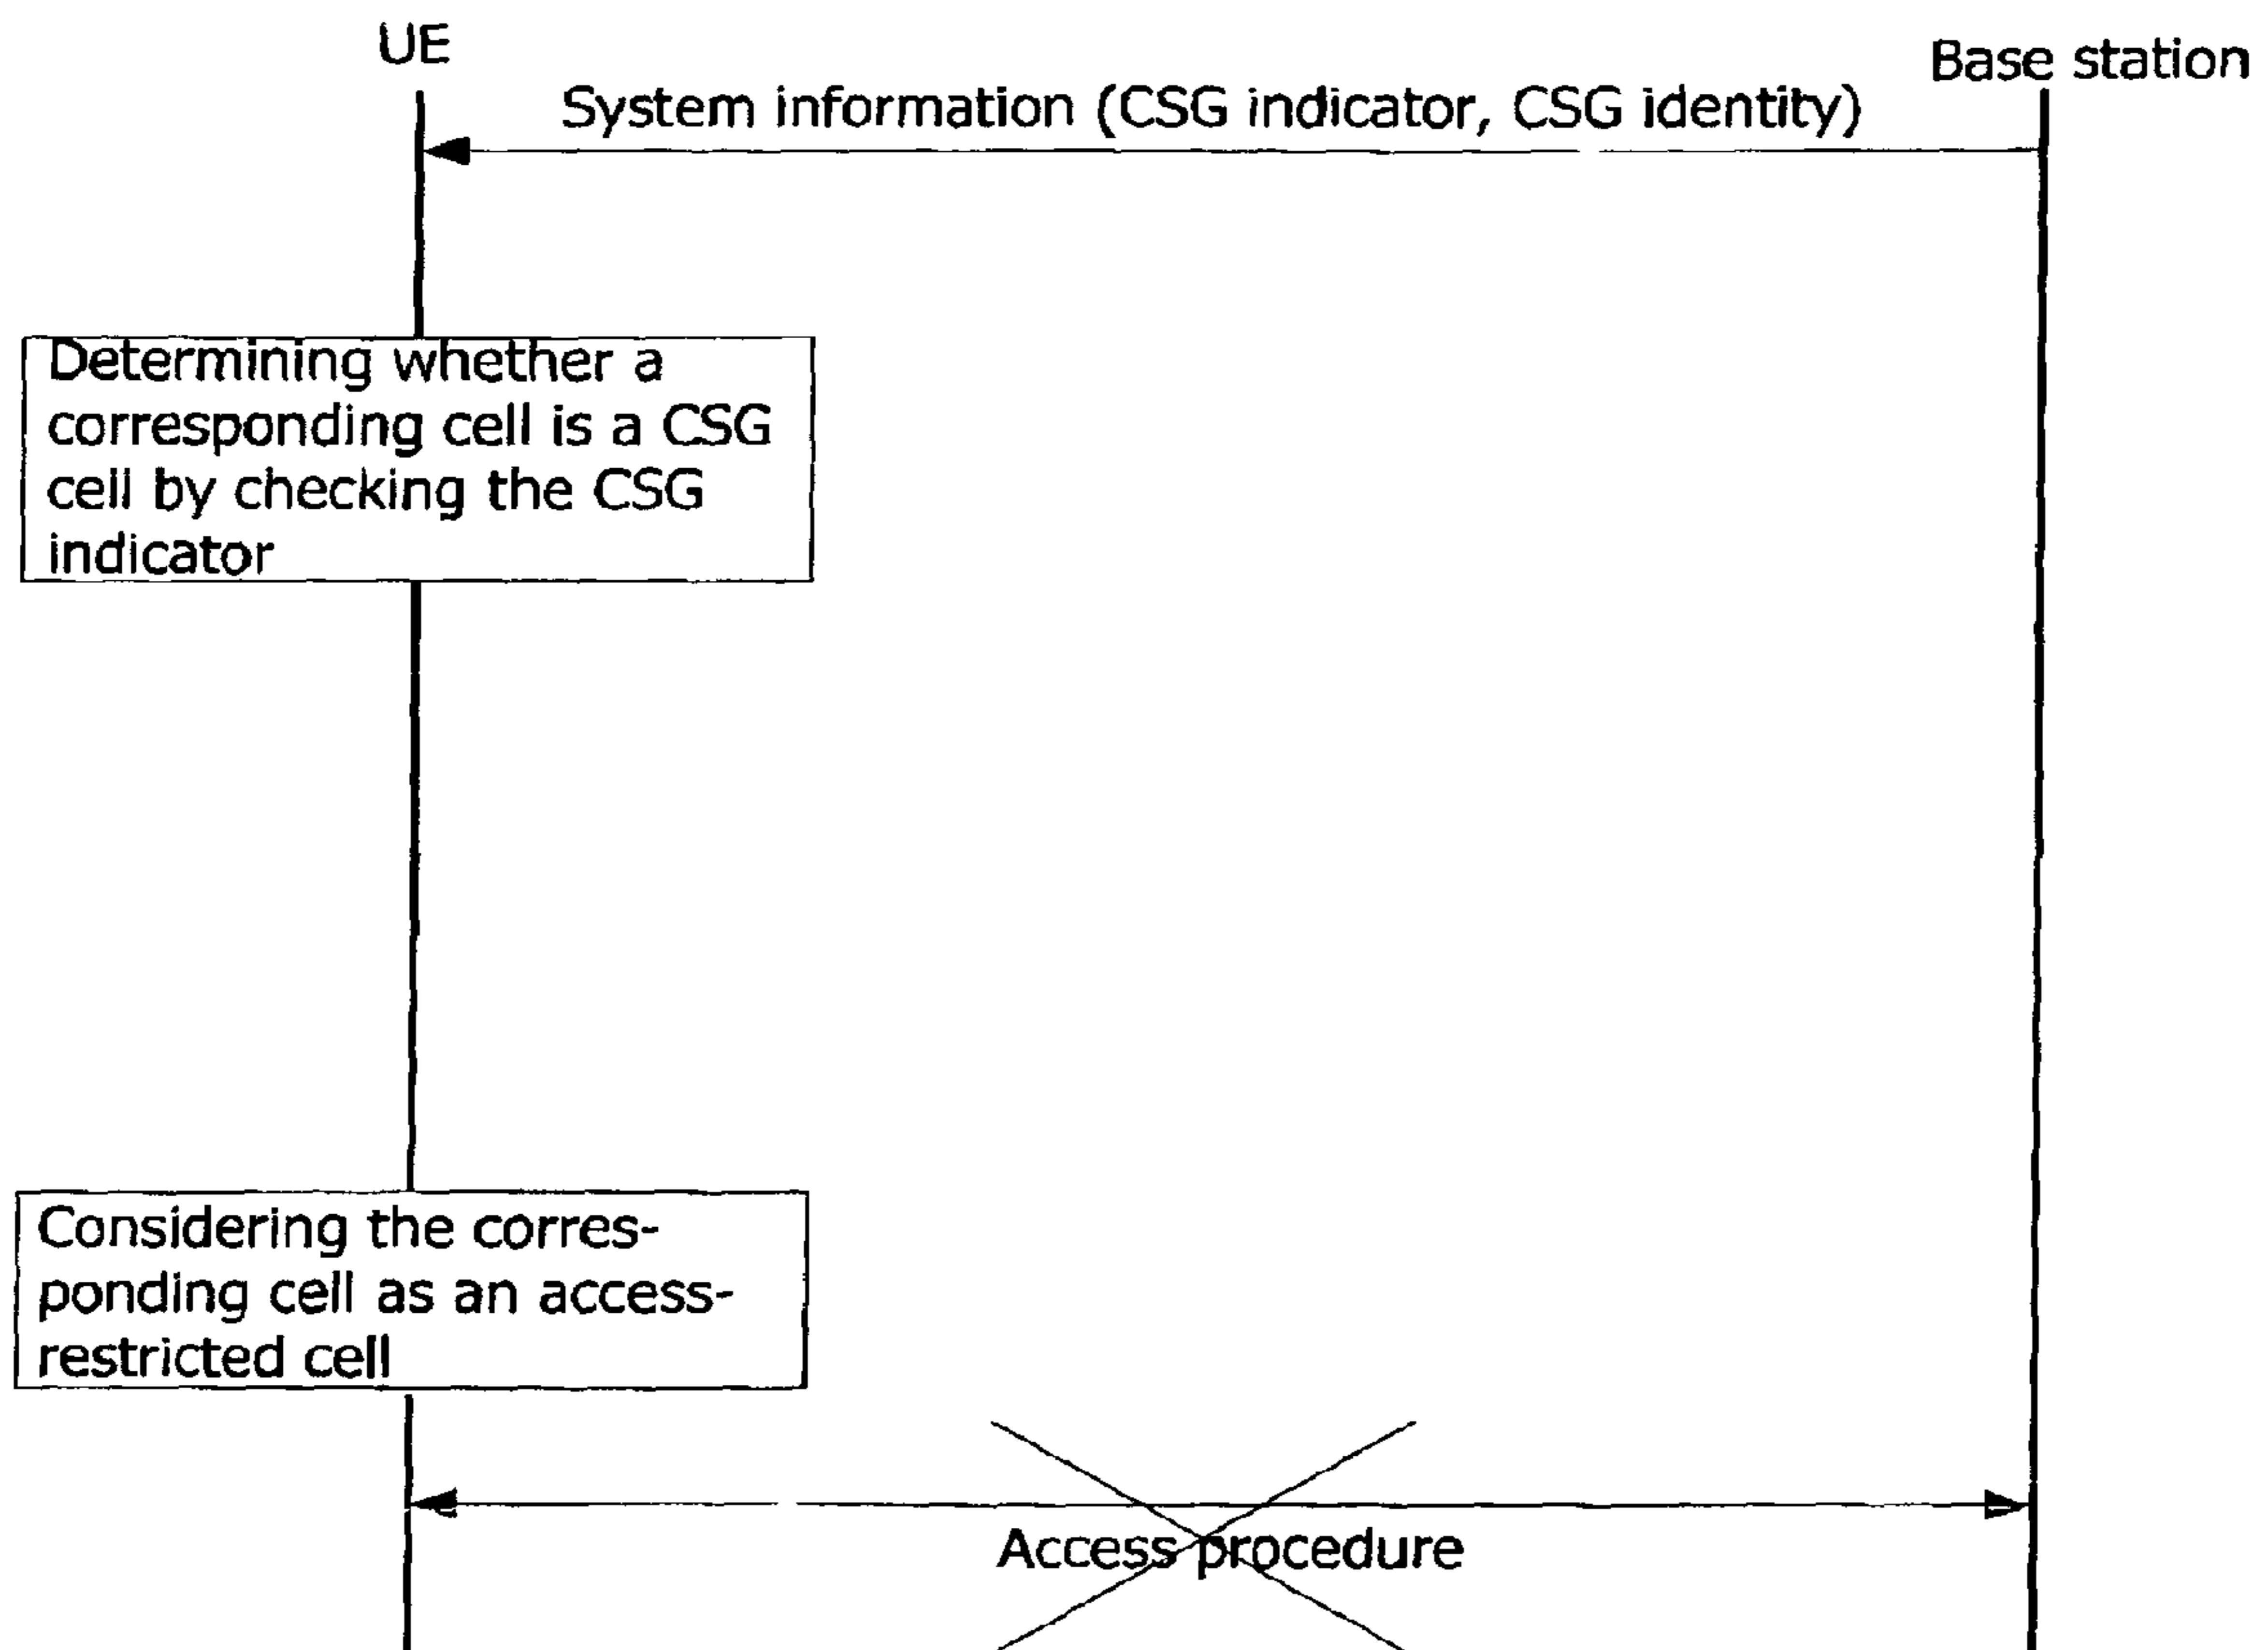 UE
Base station
System information (CSG indicator, CSG identity)
Determining whether a
corresponding cell is a CSG
cell by checking the CSG
indicator
Considering the corres-
ponding cell as an access-
restricted cell
Access procedure